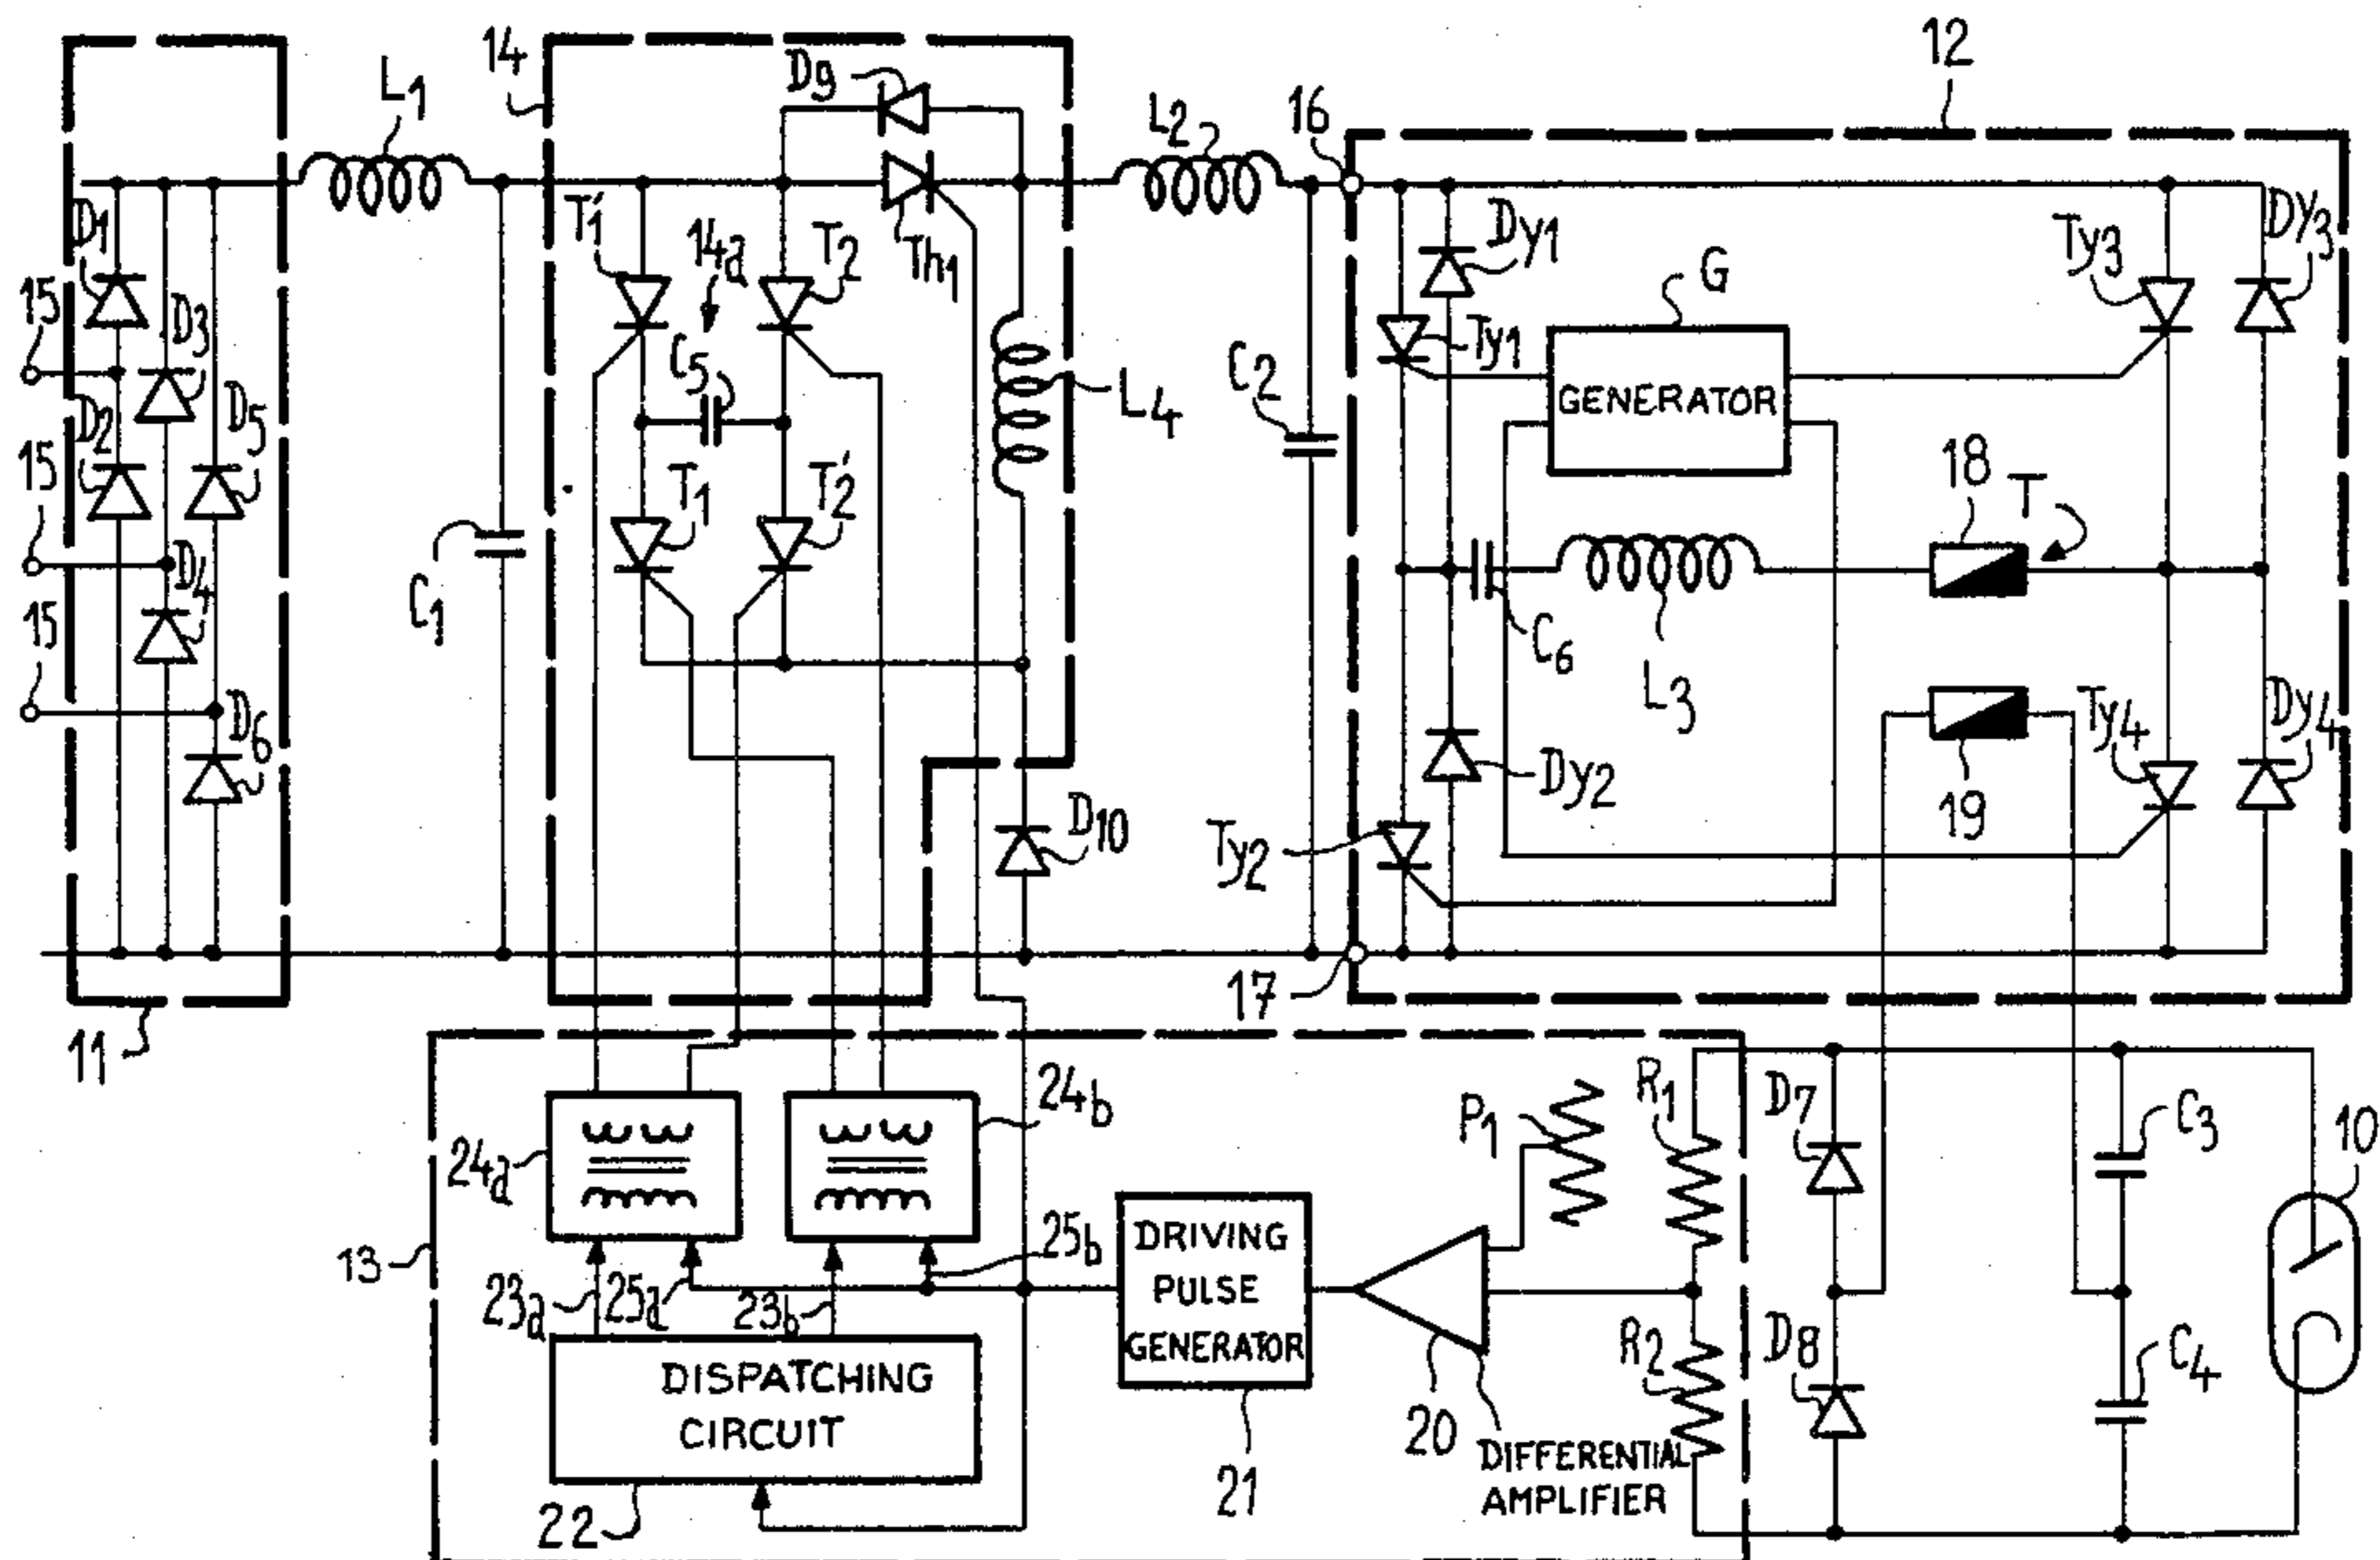 14
12
L1
D9
L2
16
D1
T'1
14a
T2
Th1
Dy1
G
Ty3
Dy3
15
D3
C5
C2
Ty1
GENERATOR
L4
D2
D5
15
T1
T'2
18
T
D4
C1
15
C6
L3
D6
Dy2
Ty4
Dy4
19
D10
Ty2
17
11
24b
P1
R1
D7
C3
10
24a
13
25b
DRIVING
PULSE
GENERATOR
23a
25a
23b
R2
D8
C4
DISPATCHING
CIRCUIT
20
DIFFERENTIAL
AMPLIFIER
21
22